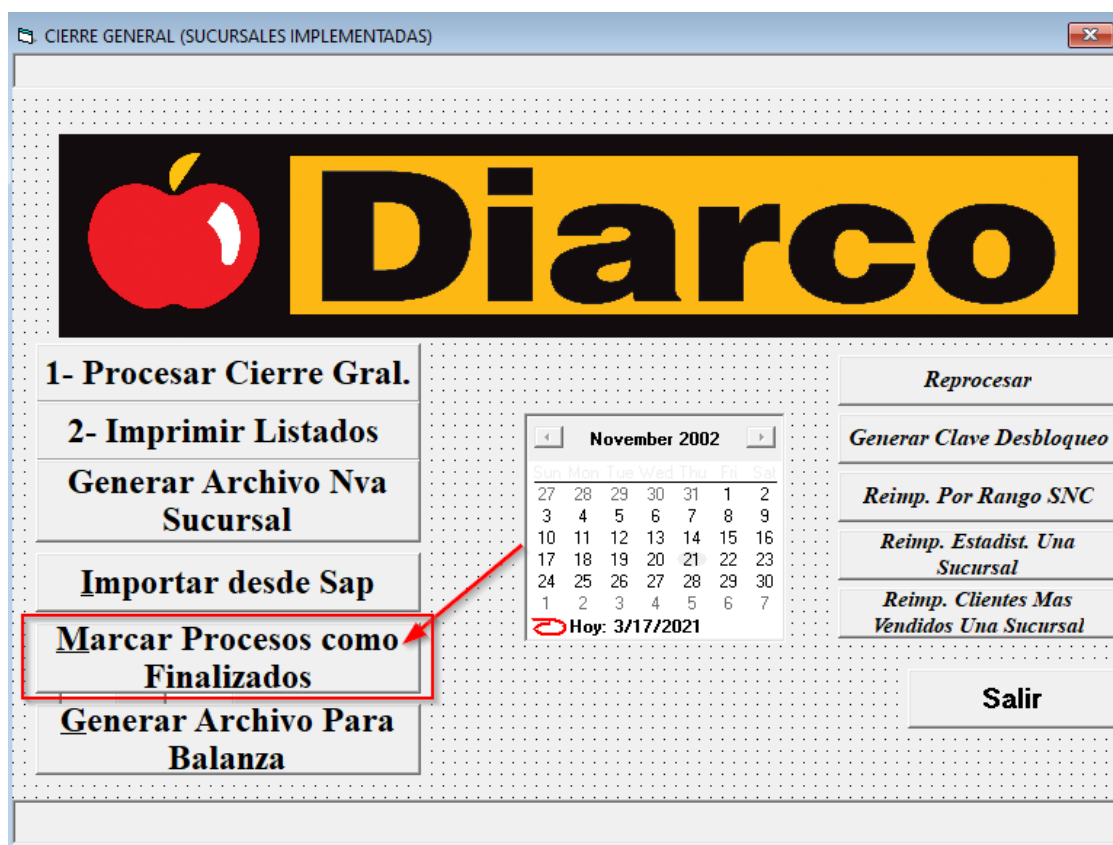 CIERRE GENERAL (SUCURSALES IMPLEMENTADAS)
Diarco
1- Procesar Cierre Gral.
2- Imprimir Listados
Generar Archivo Nva
Sucursal
Importar desde Sap
Marcar Procesos como
Finalizados
Generar Archivo Para
Balanza
November 2002
Sun Mon Tue Wed Thu Fri Sat
27 28 29 30 31 1 2
3 4 5 6 7 8 9
10 11 12 13 14 15 16
17 18 19 20 21 22 23
24 25 26 27 28 29 30
1 2 3 4 5 6 7
Hoy: 3/17/2021
Reprocesar
Generar Clave Desbloqueo
Reimp. Por Rango SNC
Reimp. Estadist. Una
Sucursal
Reimp. Clientes Mas
Vendidos Una Sucursal
Salir